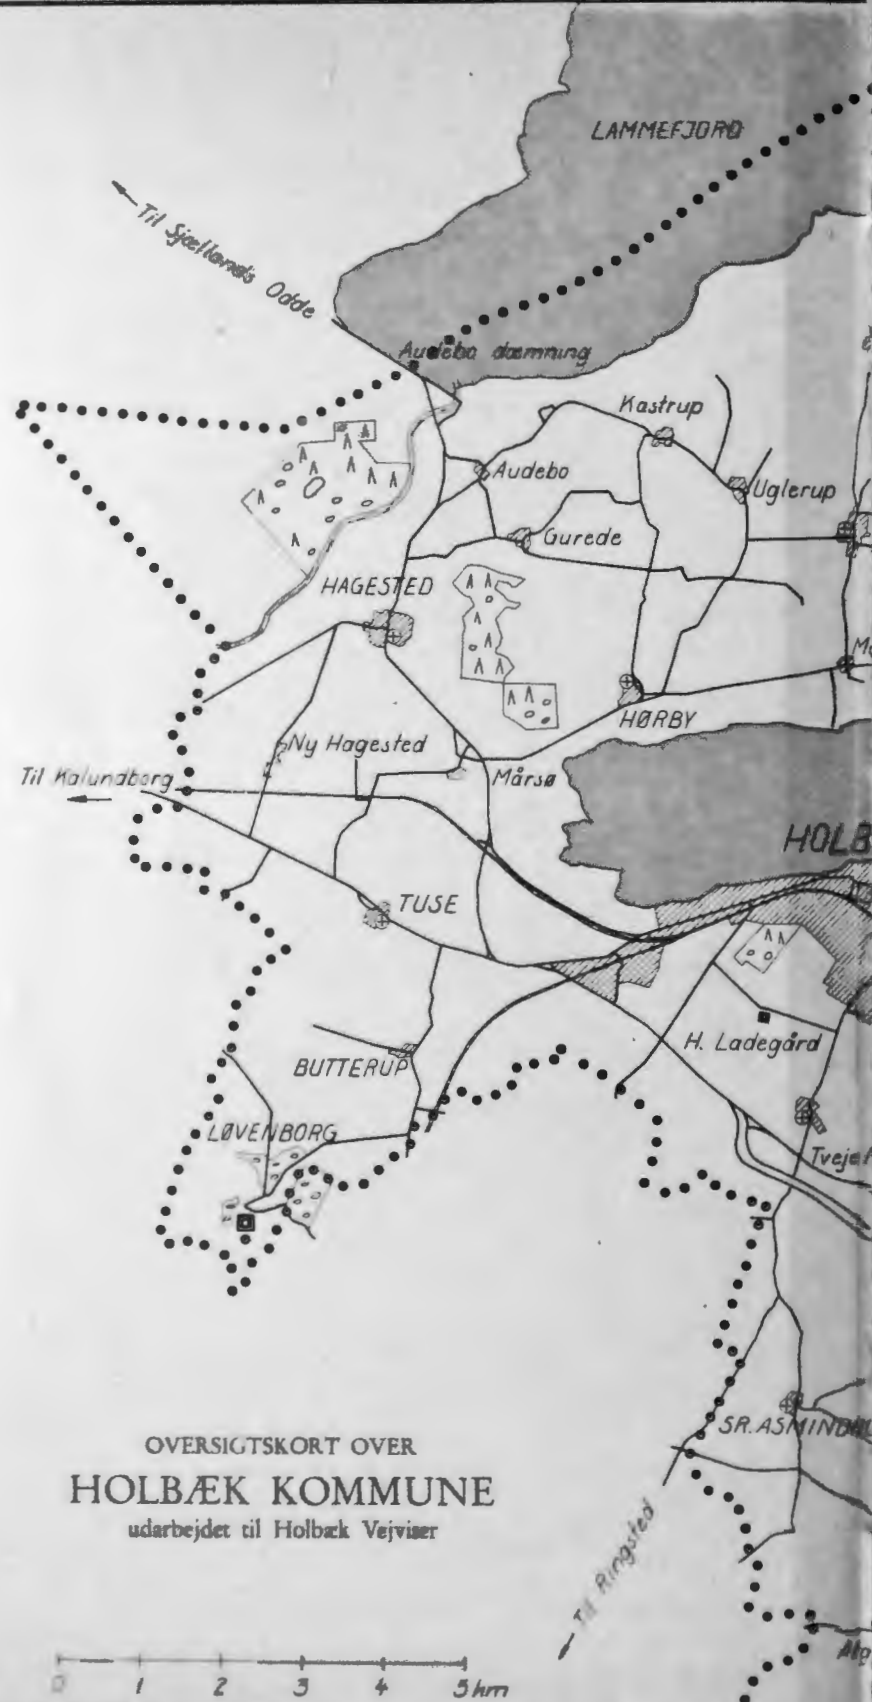 LAMMEFJORD
Til Sjællands Odde
Audebo dæmning
Kastrup
Audebo
Uglerup
Gurede
HAGESTED
HØRBY
Ny Hagested
Mårsø
Til Kalundborg
HOLB
TUSE
H. Ladegård
BUTTERUP
LØVENBORG
SR. ASMINDRU
OVERSIGTSKORT OVER
HOLBÆK KOMMUNE
udarbejdet til Holbæk Vejviser
Til Ringsted
0 1 2 3 5 km